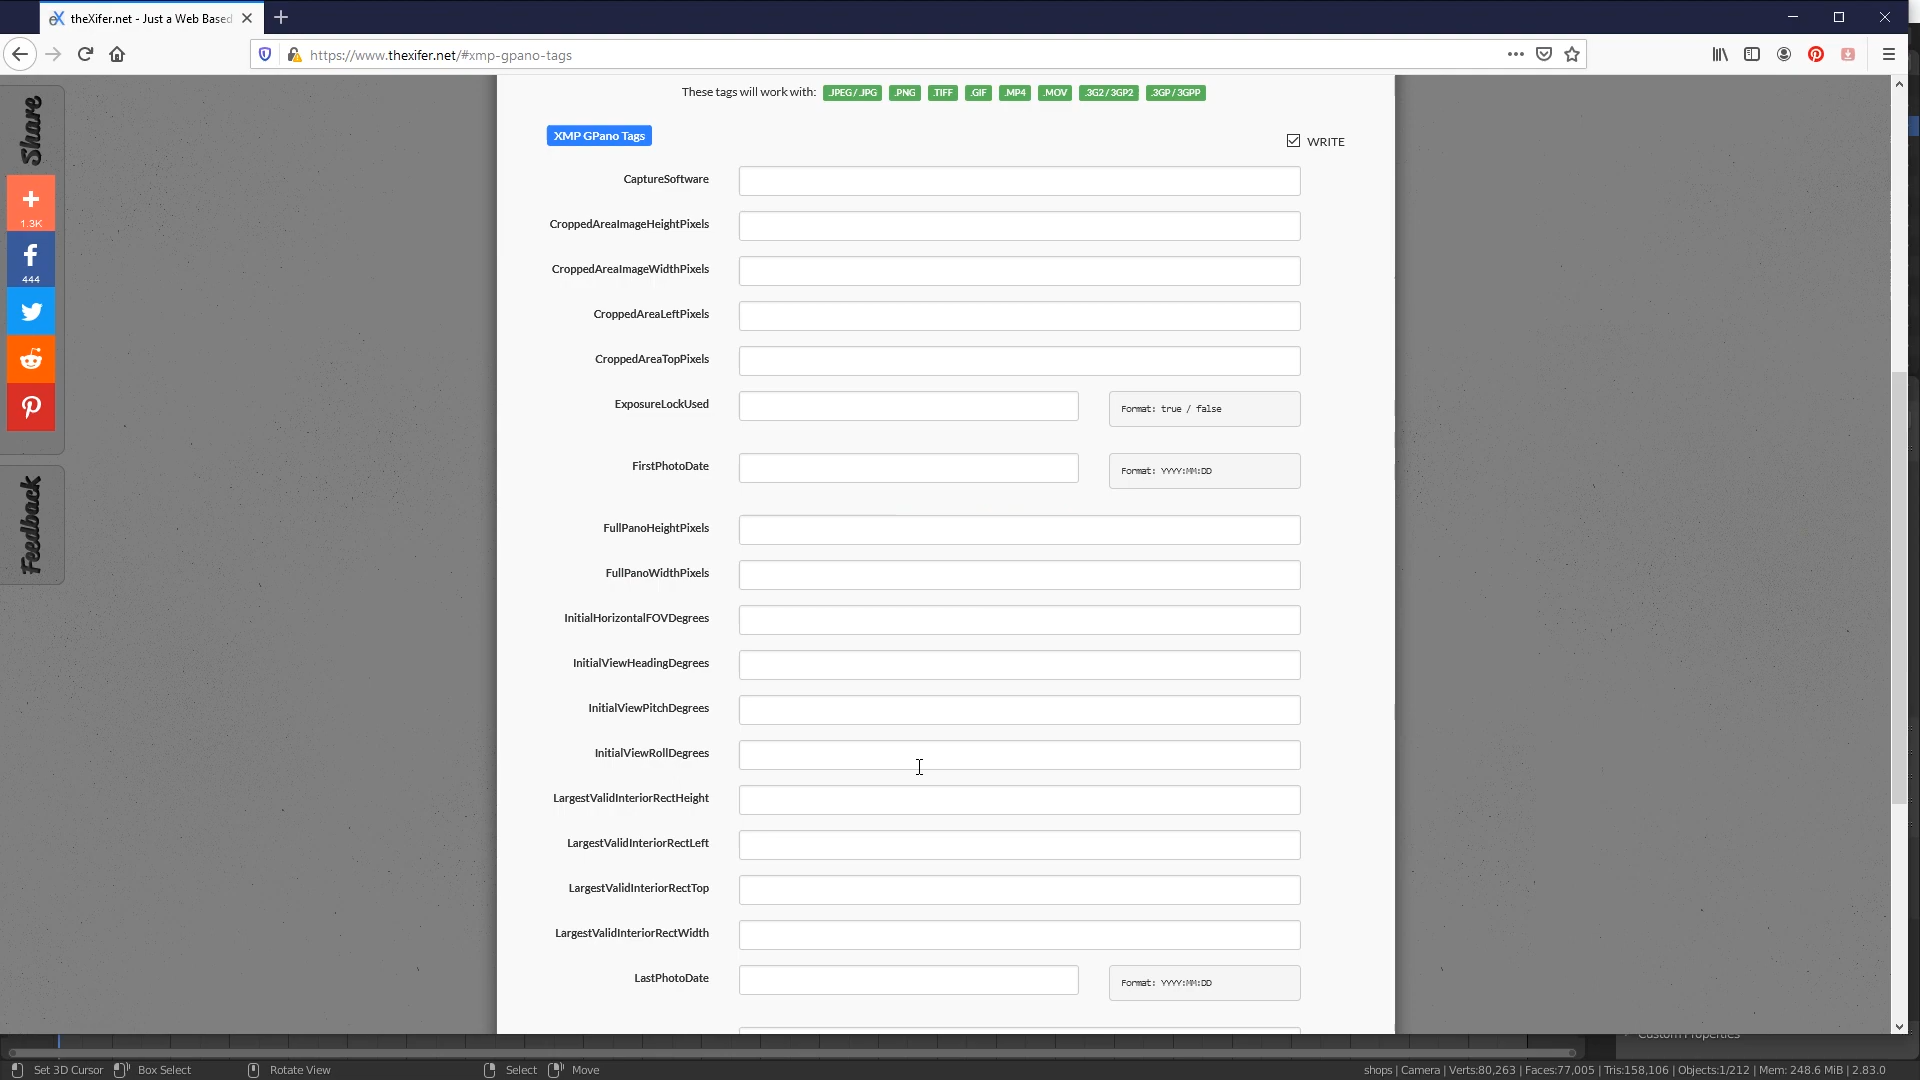 theXifer.net - Just a Web Based
https://www.thexifer.net/#xmp-gpano-tags
Share
1.3K
444
Feedback
These tags will work with: .JPEG / .JPG .PNG .TIFF .GIF .MP4 .MOV .3G2 / 3GP2 .3GP / 3GPP
XMP GPano Tags
WRITE
CaptureSoftware
CroppedAreaImageHeightPixels
CroppedAreaImageWidthPixels
CroppedAreaLeftPixels
CroppedAreaTopPixels
ExposureLockUsed
Format: true / false
FirstPhotoDate
Format: YYYY:MM:DD
FullPanoHeightPixels
FullPanoWidthPixels
InitialHorizontalFOVDegrees
InitialViewHeadingDegrees
InitialViewPitchDegrees
InitialViewRollDegrees
LargestValidInteriorRectHeight
LargestValidInteriorRectLeft
LargestValidInteriorRectTop
LargestValidInteriorRectWidth
LastPhotoDate
Format: YYYY:MM:DD
Custom Properties
Set 3D Cursor Box Select Rotate View Select Move
shops | Camera | Verts:80,263 | Faces:77,005 | Tris:158,106 | Objects:1/212 | Mem: 248.6 MiB | 2.83.0